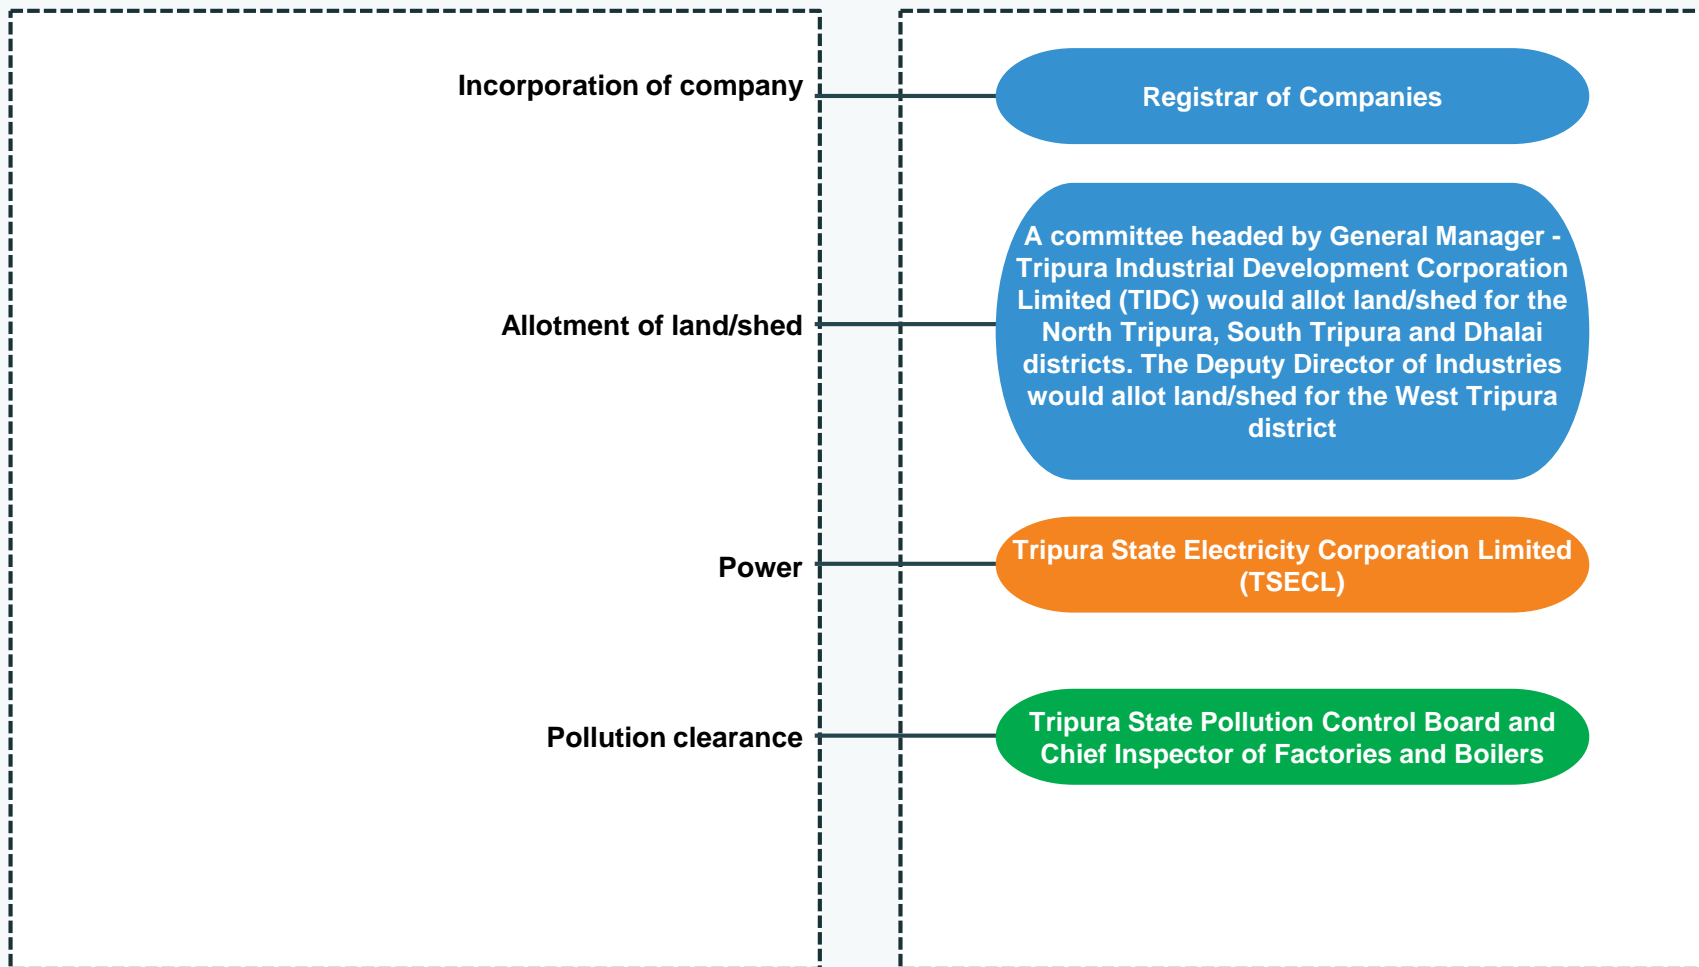 Incorporation of company
Registrar of Companies
Allotment of land/shed
A committee headed by General Manager -
Tripura Industrial Development Corporation
Limited (TIDC) would allot land/shed for the
North Tripura, South Tripura and Dhalai
districts. The Deputy Director of Industries
would allot land/shed for the West Tripura
district
Power
Tripura State Electricity Corporation Limited
(TSECL)
Pollution clearance
Tripura State Pollution Control Board and
Chief Inspector of Factories and Boilers